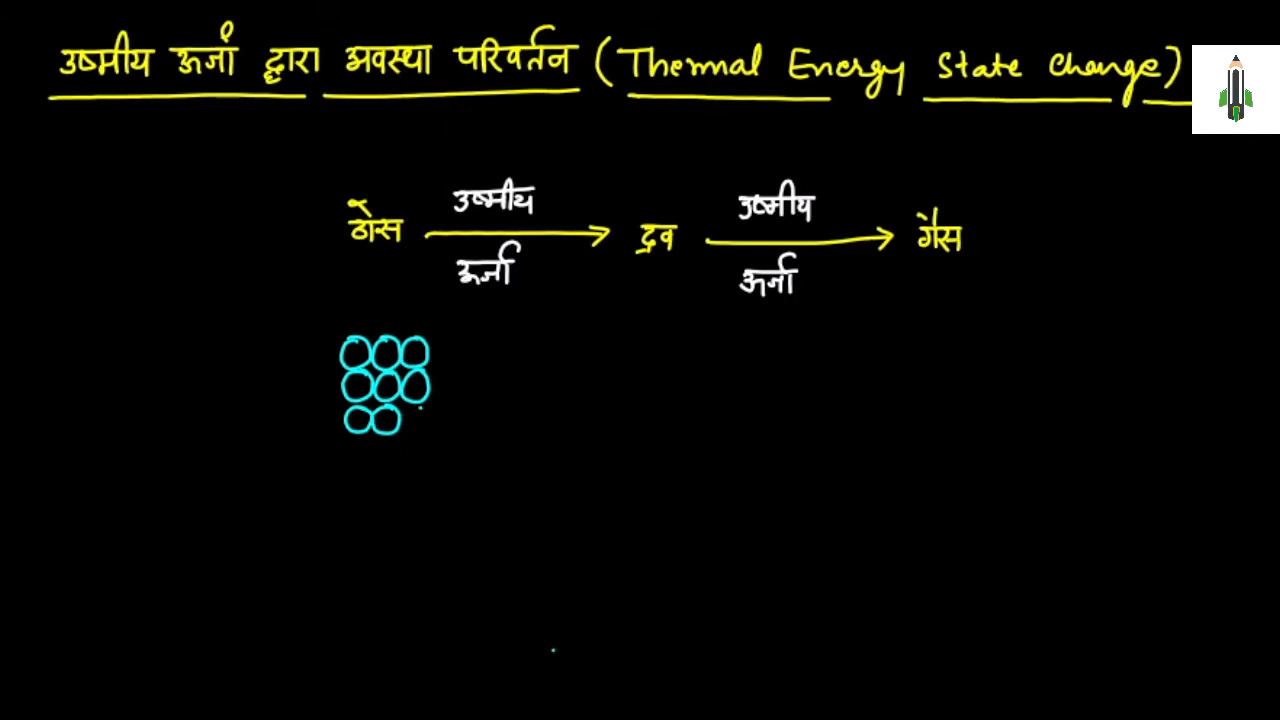 उष्मीय ऊर्जा द्वारा अवस्था परिवर्तन (Thermal Energy State Change)
ठोस उष्मीय ऊर्जा द्रव उष्मीय ऊर्जा गैस